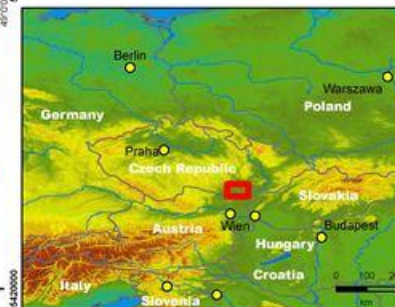 Berlin
Warszawa
Germany
Poland
Praha
Czech Republic
Slovakia
Austria
Wien
Budapest
Hungary
Croatia
Italy
Slovenia
0 100
km
5420000